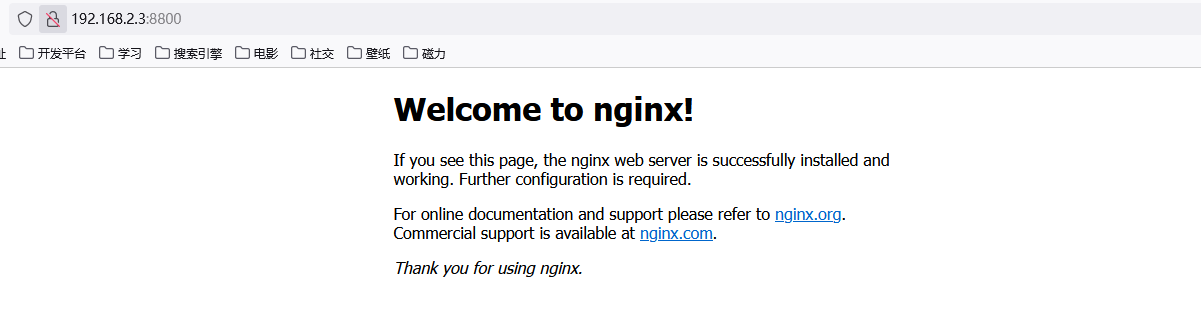 192.168.2.3:8800
址 开发平台 学习 搜索引擎 电影 社交 壁纸 磁力
Welcome to nginx!
If you see this page, the nginx web server is successfully installed and
working. Further configuration is required.
For online documentation and support please refer to nginx.org.
Commercial support is available at nginx.com.
Thank you for using nginx.